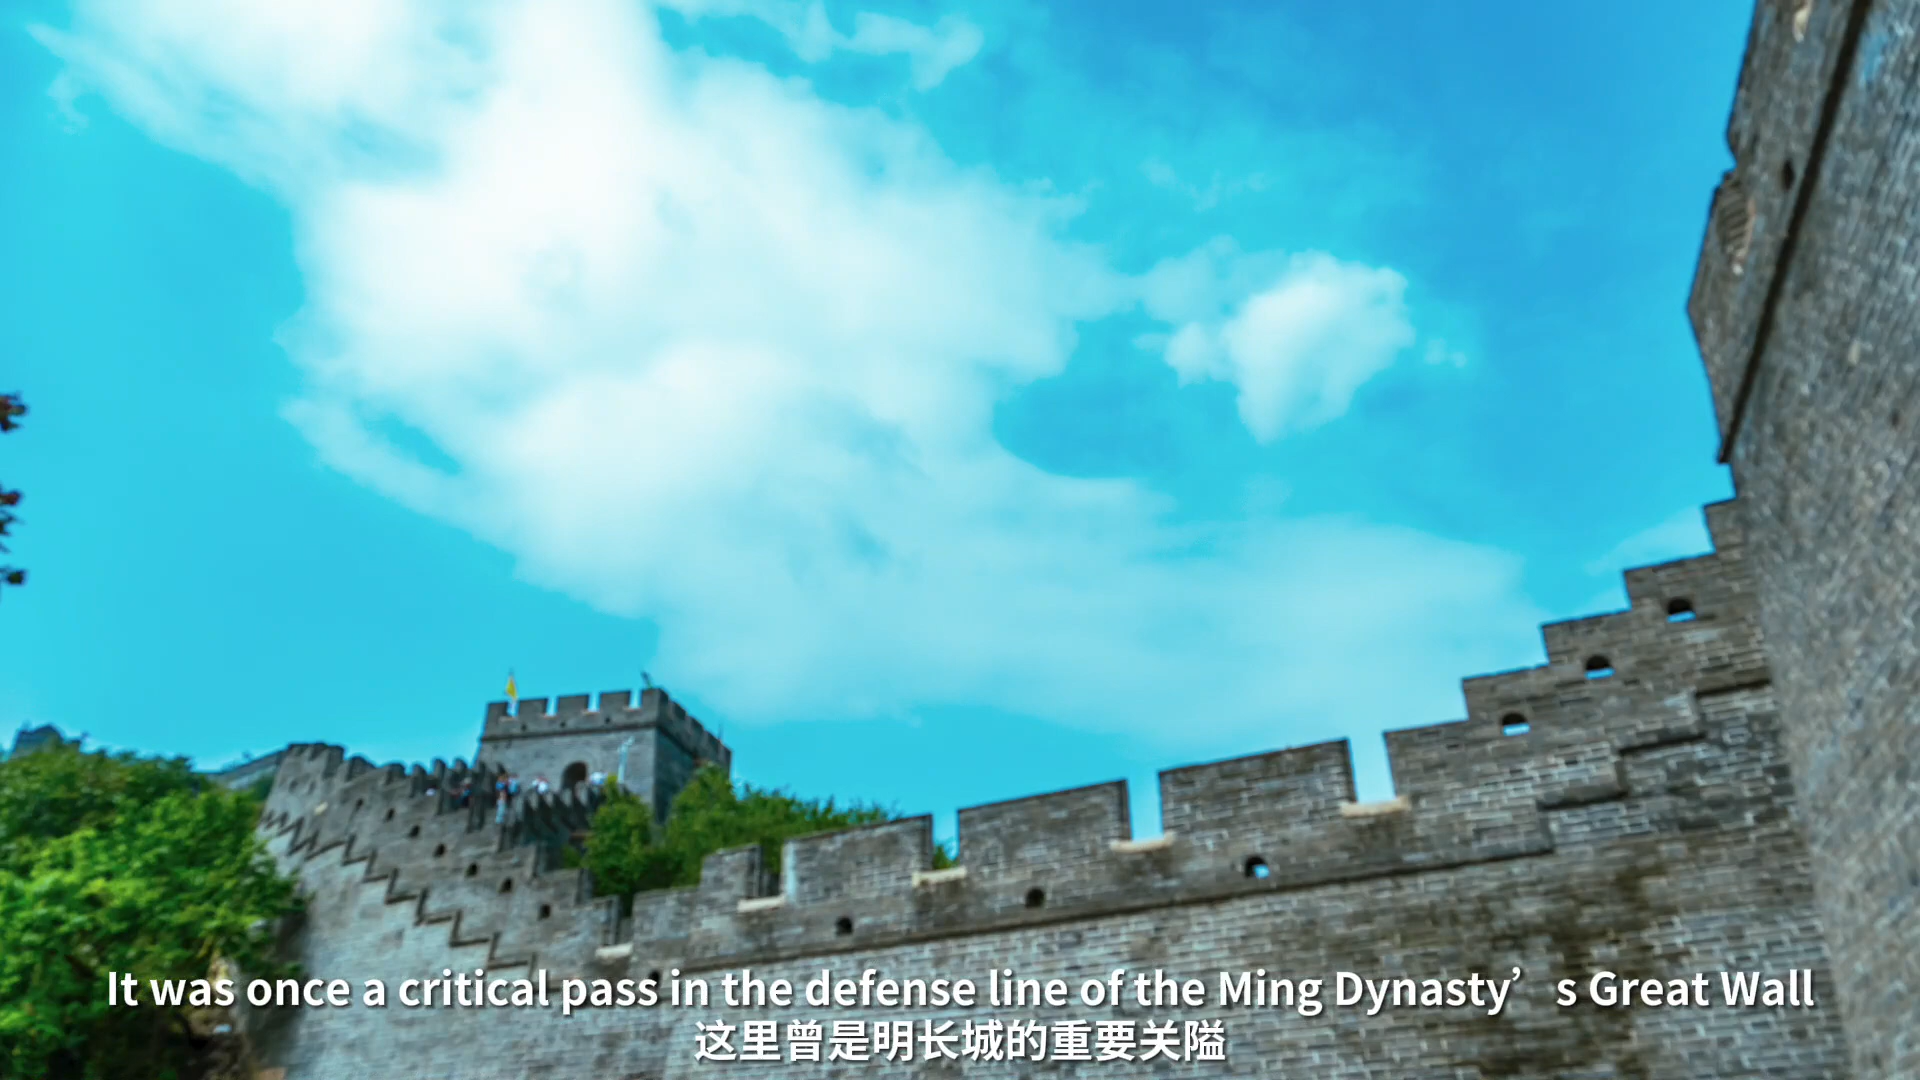 It was once a critical pass in the defense line of the Ming Dynasty’s Great Wall
这里曾是明长城的重要关隘